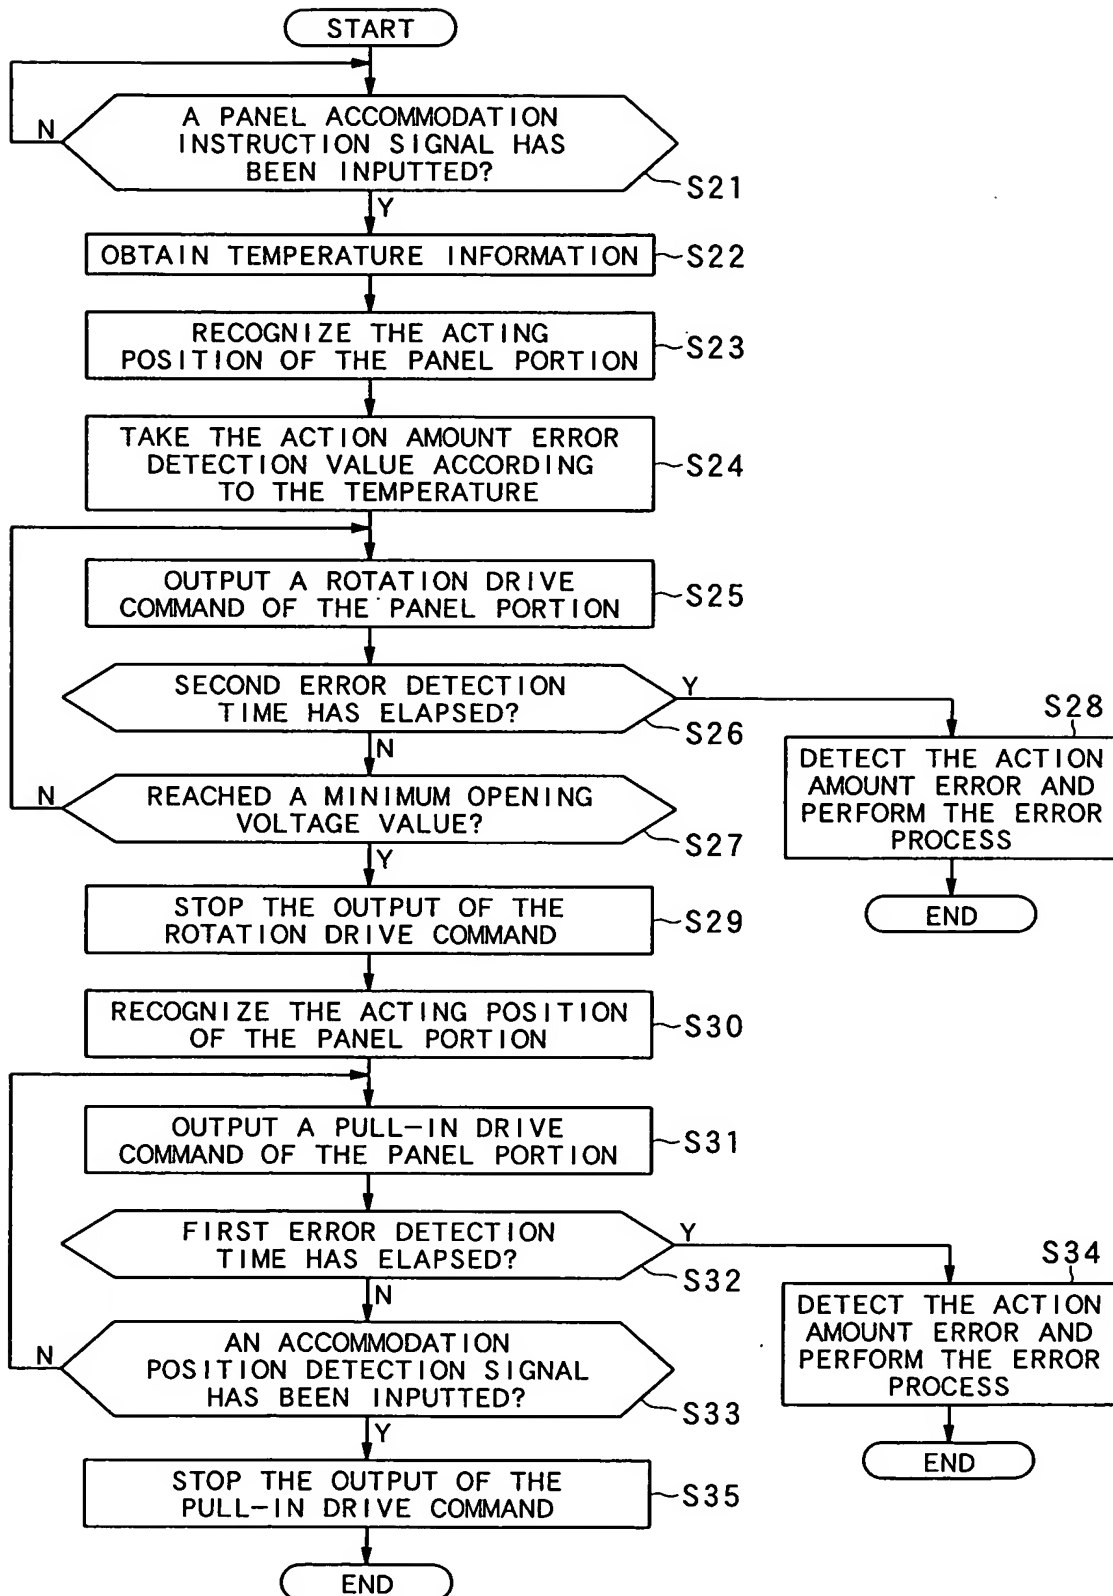 START
A PANEL ACCOMMODATION
INSTRUCTION SIGNAL HAS
BEEN INPUTTED?
N
S21
Y
OBTAIN TEMPERATURE INFORMATION
S22
RECOGNIZE THE ACTING
POSITION OF THE PANEL PORTION
S23
TAKE THE ACTION AMOUNT ERROR
DETECTION VALUE ACCORDING
TO THE TEMPERATURE
S24
OUTPUT A ROTATION DRIVE
COMMAND OF THE PANEL PORTION
S25
SECOND ERROR DETECTION
TIME HAS ELAPSED?
Y
S26
N
S28
DETECT THE ACTION
AMOUNT ERROR AND
PERFORM THE ERROR
PROCESS
END
N
REACHED A MINIMUM OPENING
VOLTAGE VALUE?
S27
Y
STOP THE OUTPUT OF THE
ROTATION DRIVE COMMAND
S29
RECOGNIZE THE ACTING POSITION
OF THE PANEL PORTION
S30
OUTPUT A PULL-IN DRIVE
COMMAND OF THE PANEL PORTION
S31
FIRST ERROR DETECTION
TIME HAS ELAPSED?
Y
S32
N
S34
DETECT THE ACTION
AMOUNT ERROR AND
PERFORM THE ERROR
PROCESS
END
N
AN ACCOMMODATION
POSITION DETECTION SIGNAL
HAS BEEN INPUTTED?
S33
Y
STOP THE OUTPUT OF THE
PULL-IN DRIVE COMMAND
S35
END